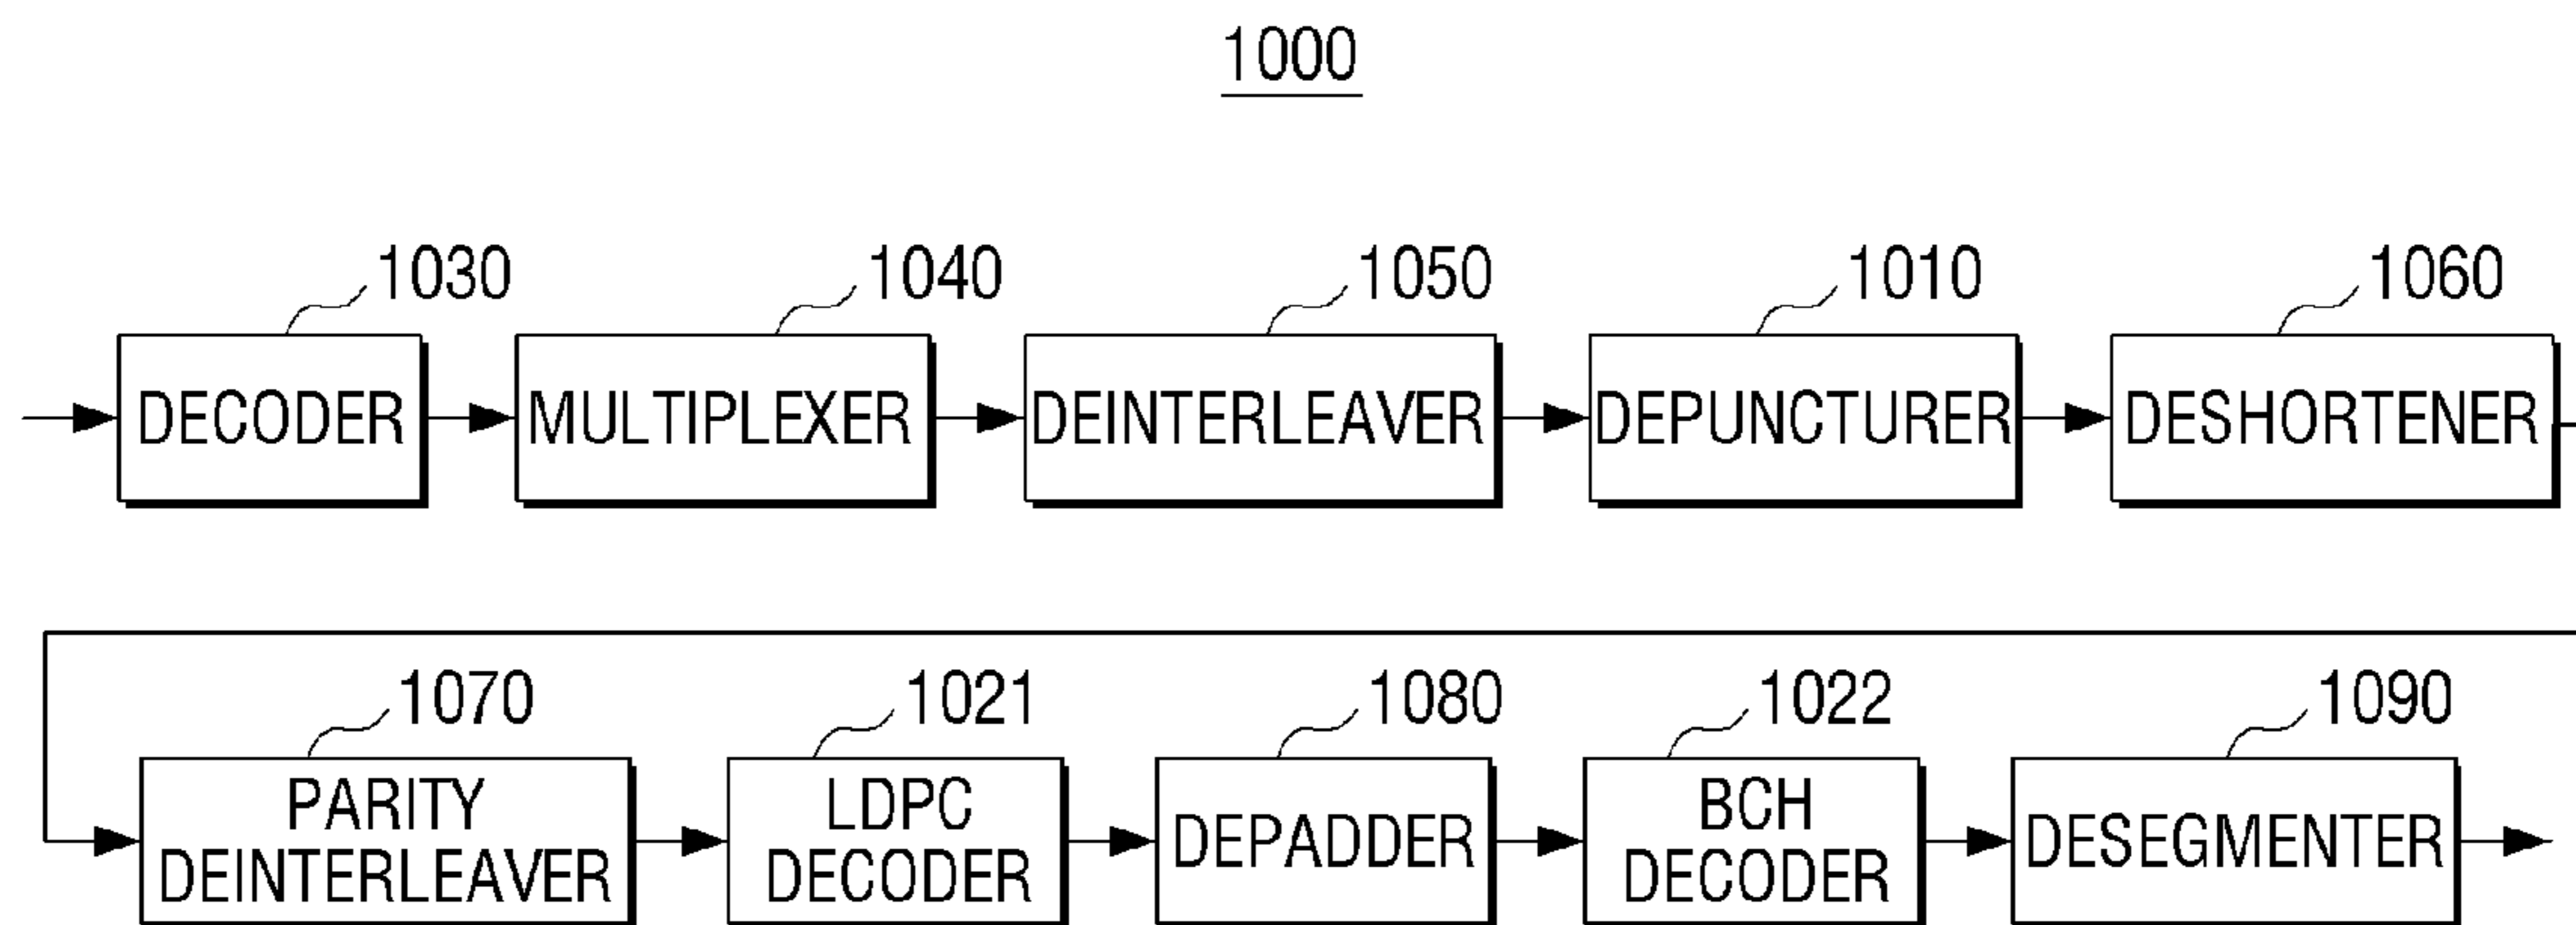 1000
1030 1040 1050 1010 1060
DECODER MULTIPLEXER DEINTERLEAVER DEPUNCTURER DESHORTENER
1070 1021 1080 1022 1090
PARITY DEINTERLEAVER LDPC DECODER DEPADDER BCH DECODER DESEGMENTER